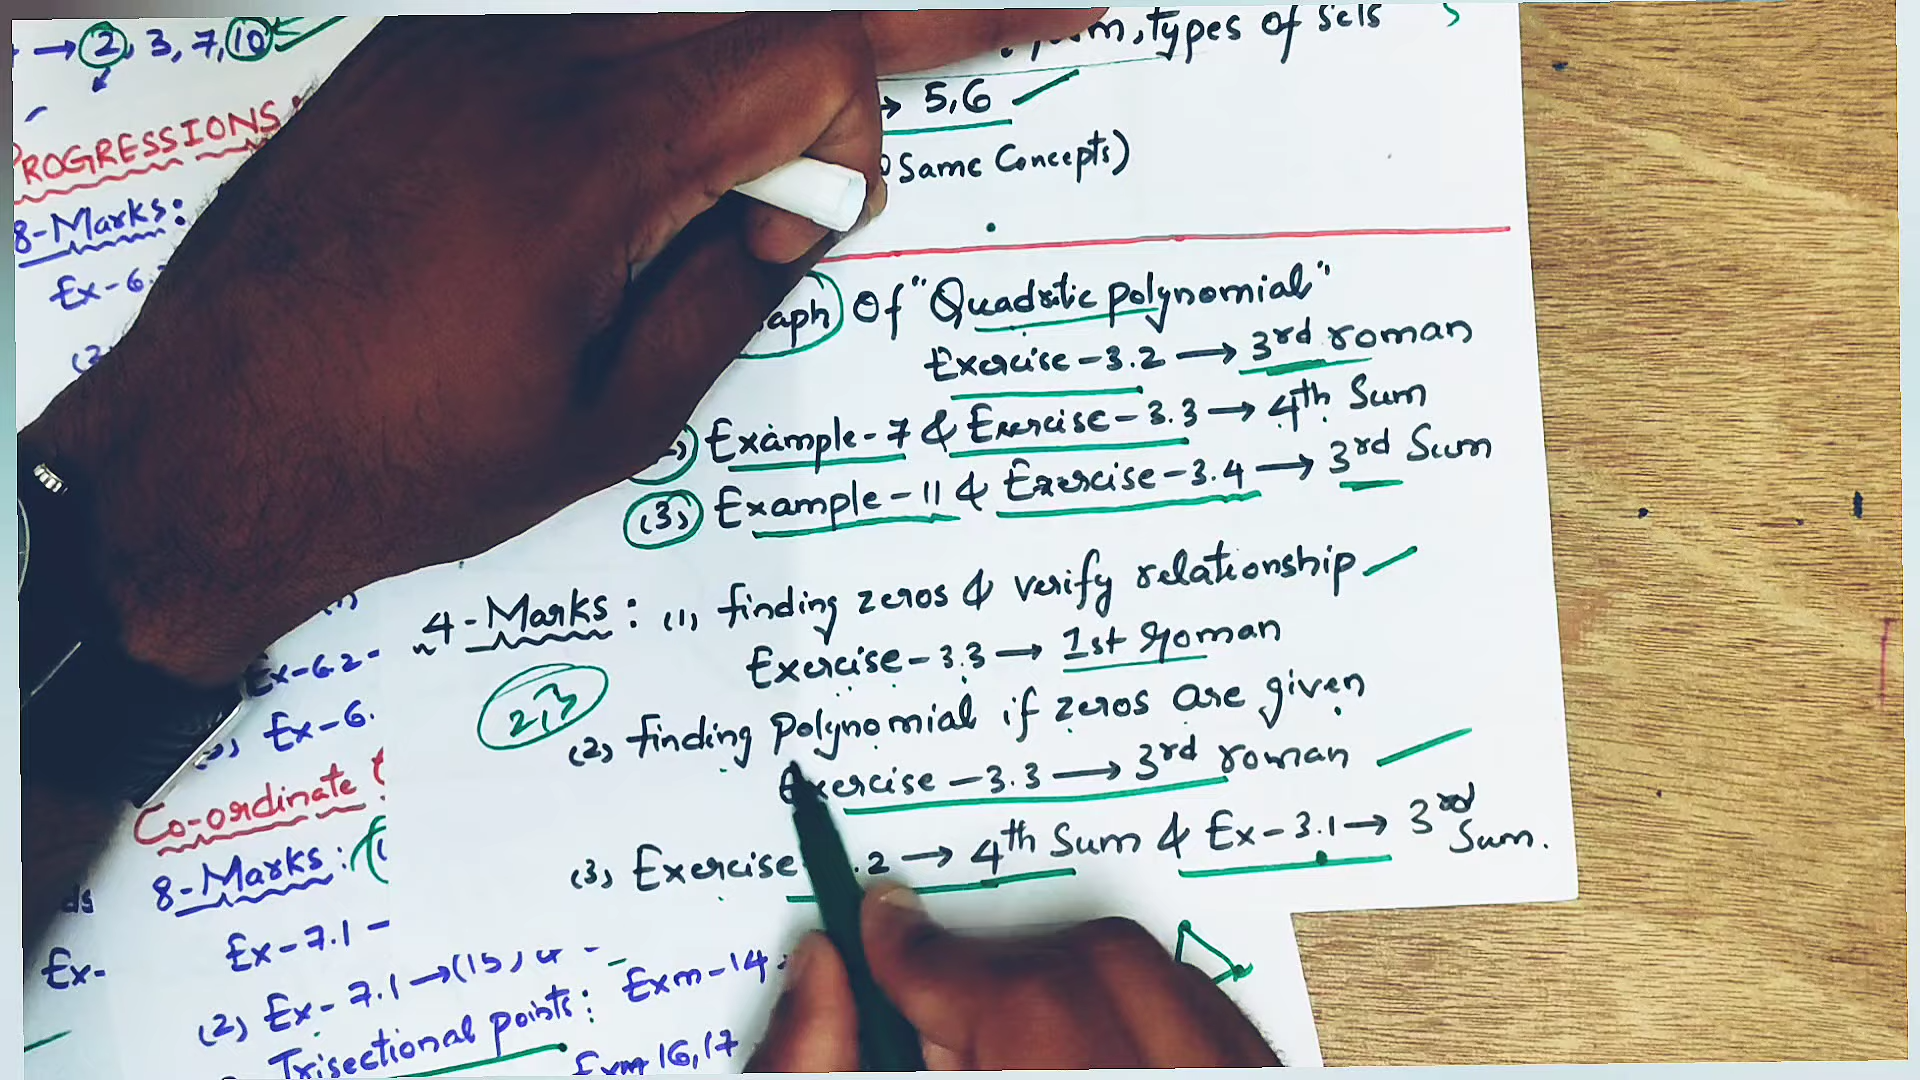 → 2, 3, 7, 10
PROGRESSIONS
8-Marks:
Ex-6.
types of sets
→ 5,6
Same Concepts)
Of "Quadratic polynomial"
Exercise-3.2 → 3rd roman
Example-7 & Exercise-3.3 → 4th Sum
(3) Example-11 & Exercise-3.4 → 3rd Sum
4-Marks: (1) finding zeros & verify relationship
Exercise-3.3 → 1st roman
2,3
(2) finding polynomial if zeros are given
Exercise-3.3 → 3rd roman
(3) Exercise .2 → 4th Sum & Ex-3.1 → 3rd Sum.
Ex-6.2-
Ex-6.
Co-ordinate
8-Marks:
Ex-7.1-
Ex-
(2) Ex-7.1→(15)
Exm-14
Trisectional points:
Exm 16,17